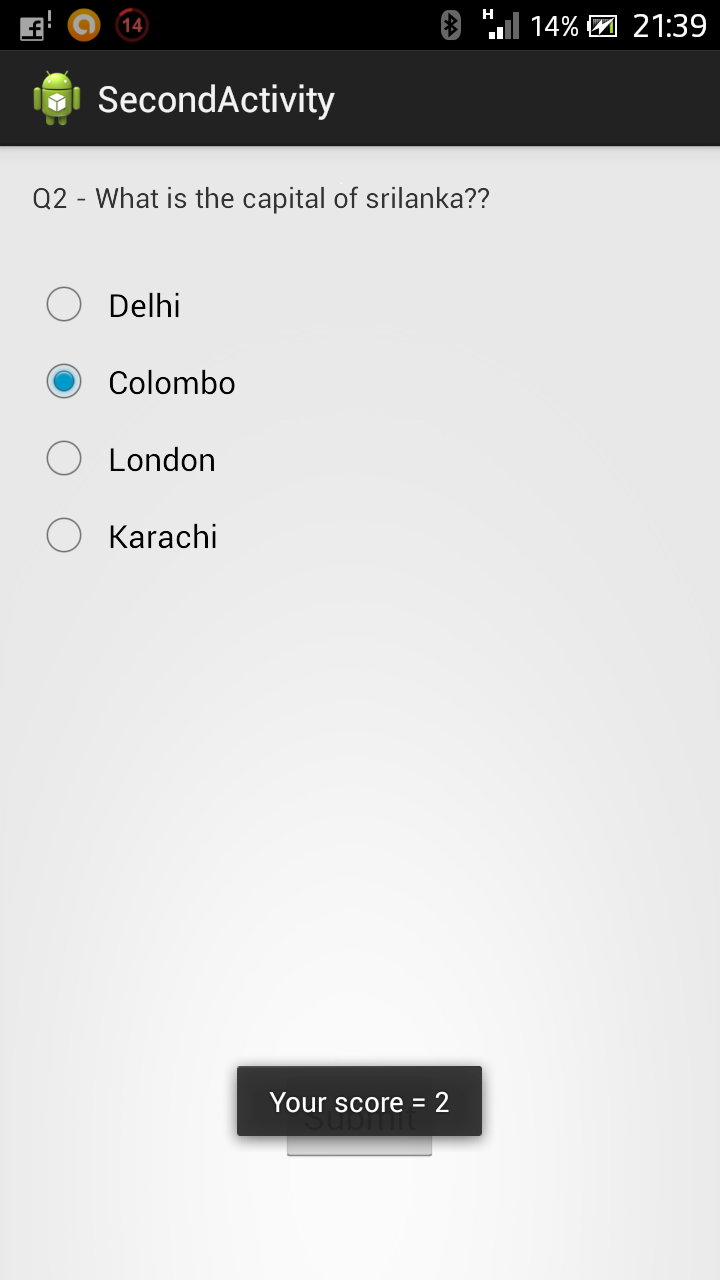 14 H 14% 21:39
SecondActivity
Q2 - What is the capital of srilanka??
Delhi
Colombo
London
Karachi
Your score = 2
Submit